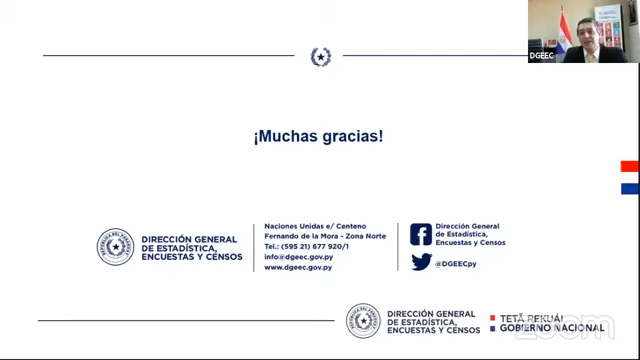 DGEEC
¡Muchas gracias!
DIRECCIÓN GENERAL
DE ESTADÍSTICA,
ENCUESTAS Y CENSOS
Naciones Unidas e/ Centeno
Fernando de la Mora - Zona Norte
Tel.: (595 21) 677 920/1
info@dgeec.gov.py
www.dgeec.gov.py
Dirección General
de Estadística,
Encuestas y Censos
@DGEECpy
DIRECCIÓN GENERAL
DE ESTADÍSTICA,
ENCUESTAS Y CENSOS
TETÃ REKUÁI
GOBIERNO NACIONAL
zoom